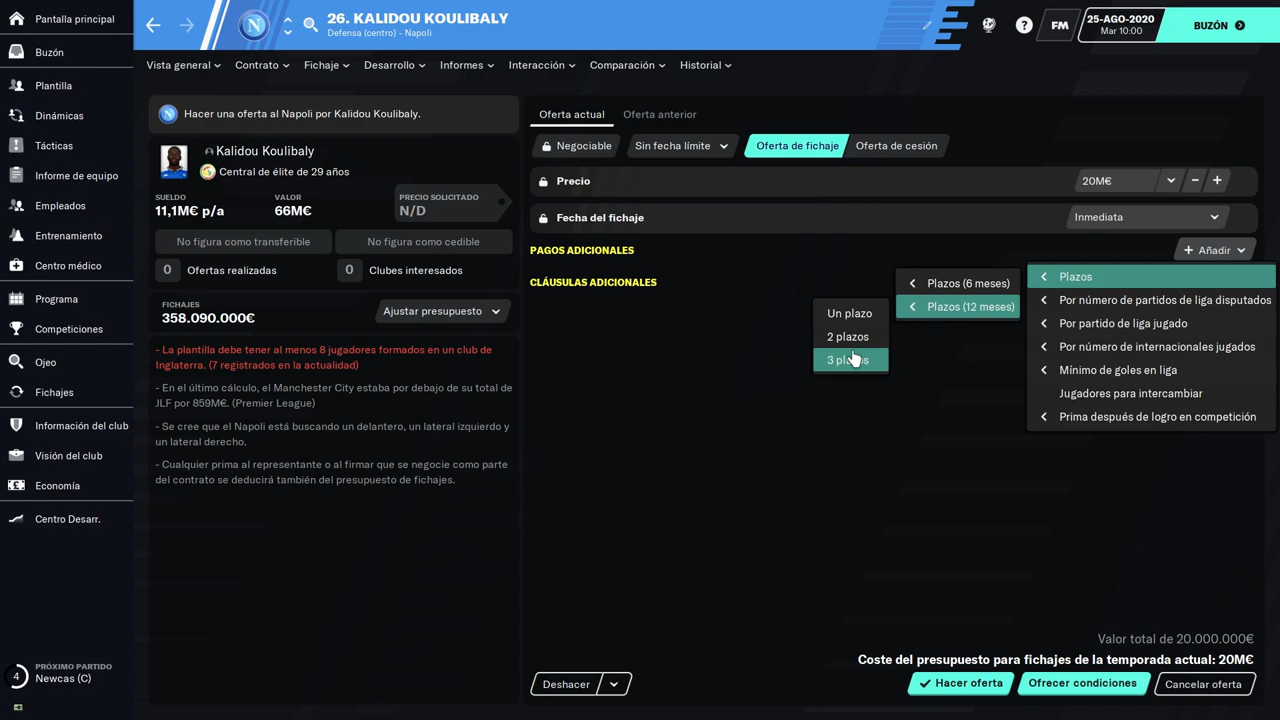 Pantalla principal
Buzón
Plantilla
Dinámicas
Tácticas
Informe de equipo
Empleados
Entrenamiento
Centro médico
Programa
Competiciones
Ojeo
Fichajes
Información del club
Visión del club
Economía
Centro Desarr.
4
PRÓXIMO PARTIDO
Newcas (C)
N
26. KALIDOU KOULIBALY
Defensa (centro) - Napoli
?
FM
25-AGO-2020
Mar 10:00
BUZÓN
Vista general
Contrato
Fichaje
Desarrollo
Informes
Interacción
Comparación
Historial
Hacer una oferta al Napoli por Kalidou Koulibaly.
Kalidou Koulibaly
Central de élite de 29 años
SUELDO
11,1M€ p/a
VALOR
66M€
PRECIO SOLICITADO
N/D
No figura como transferible
No figura como cedible
0 Ofertas realizadas
0 Clubes interesados
FICHAJES
358.090.000€
Ajustar presupuesto
- La plantilla debe tener al menos 8 jugadores formados en un club de
Inglaterra. (7 registrados en la actualidad)
- En el último cálculo, el Manchester City estaba por debajo de su total de
JLF por 859M€. (Premier League)
- Se cree que el Napoli está buscando un delantero, un lateral izquierdo y
un lateral derecho.
- Cualquier prima al representante o al firmar que se negocie como parte
del contrato se deducirá también del presupuesto de fichajes.
Oferta actual
Oferta anterior
Negociable
Sin fecha límite
Oferta de fichaje
Oferta de cesión
Precio
20M€
Fecha del fichaje
Inmediata
PAGOS ADICIONALES
Añadir
CLÁUSULAS ADICIONALES
Plazos
Por número de partidos de liga disputados
Por partido de liga jugado
Por número de internacionales jugados
Mínimo de goles en liga
Jugadores para intercambiar
Prima después de logro en competición
Plazos (6 meses)
Plazos (12 meses)
Un plazo
2 plazos
3 plazos
Valor total de 20.000.000€
Coste del presupuesto para fichajes de la temporada actual: 20M€
Deshacer
Hacer oferta
Ofrecer condiciones
Cancelar oferta